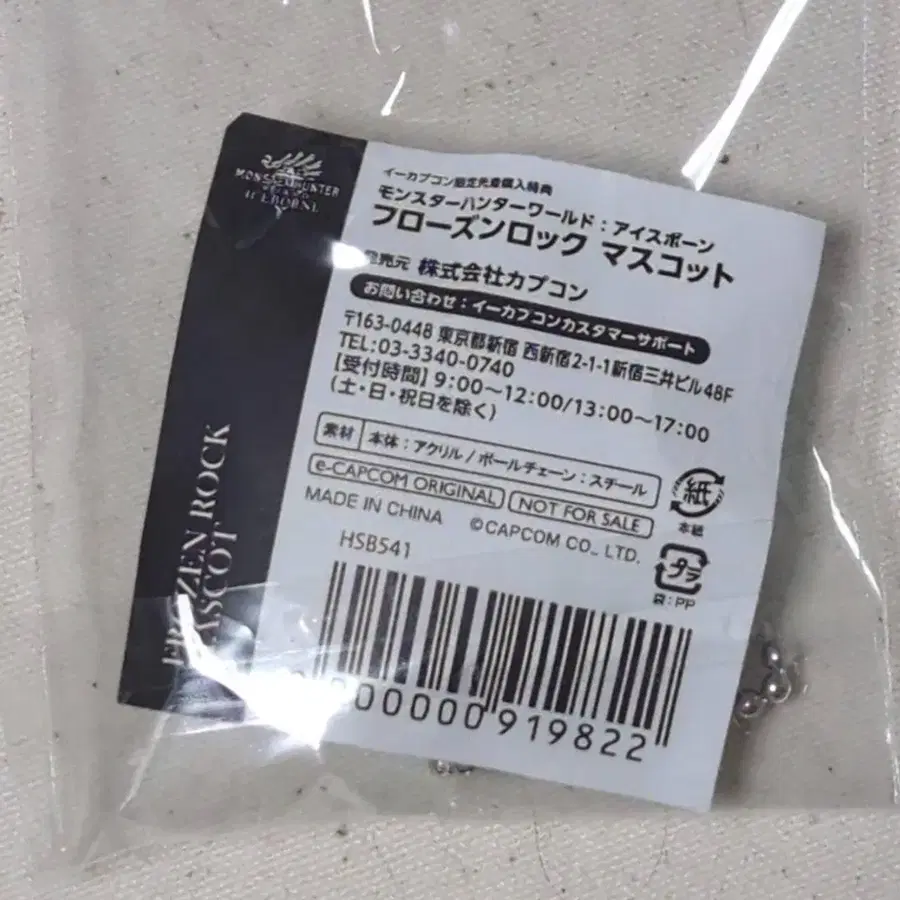 MONSTER HUNTER
WORLD
ICEBORNE
FROZEN ROCK
MASCOT
イーカプコン限定先着購入特典
モンスターハンターワールド：アイスボーン
フローズンロック マスコット
発売元 株式会社カプコン
お問い合わせ：イーカプコンカスタマーサポート
〒163-0448 東京都新宿 西新宿2-1-1新宿三井ビル48F
TEL:03-3340-0740
【受付時間】9:00～12:00/13:00～17:00
(土・日・祝日を除く)
素材 本体：アクリル / ボールチェーン：スチール
e-CAPCOM ORIGINAL NOT FOR SALE
MADE IN CHINA ©CAPCOM CO., LTD.
紙
本紙
プラ
袋：PP
HSB541
00000919822